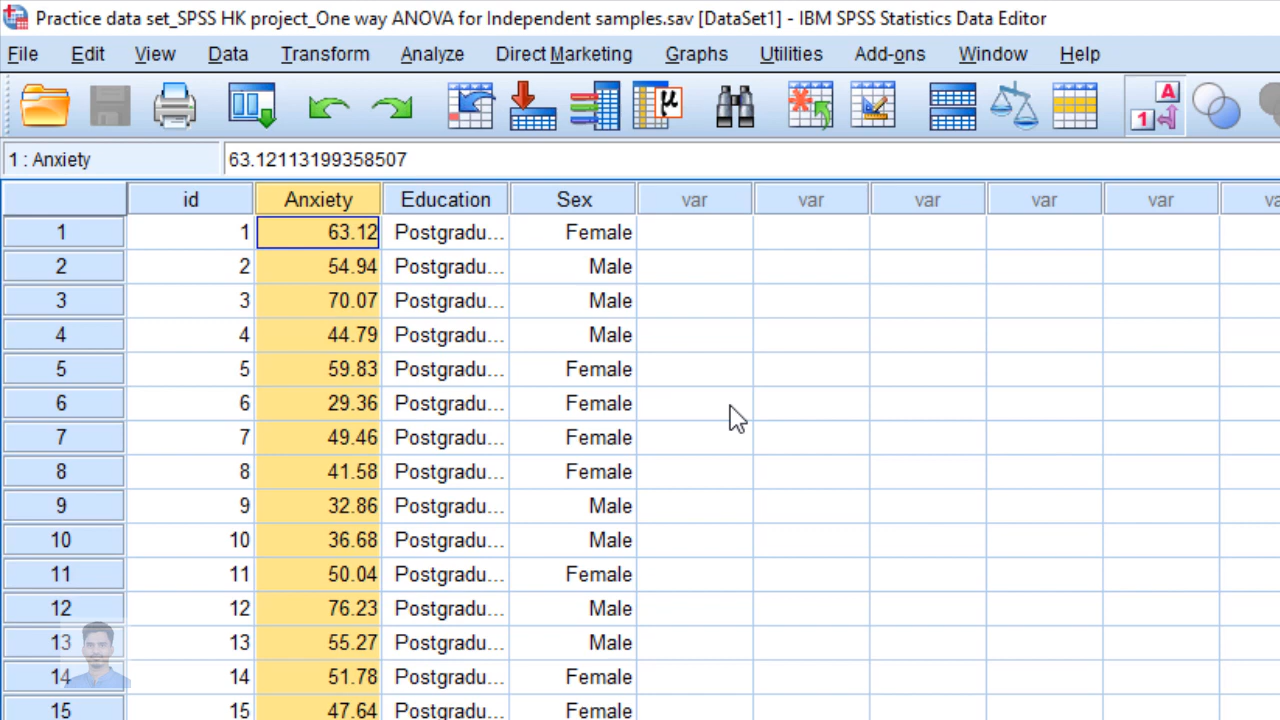 Practice data set_SPSS HK project_One way ANOVA for Independent samples.sav [DataSet1] - IBM SPSS Statistics Data Editor
File Edit View Data Transform Analyze Direct Marketing Graphs Utilities Add-ons Window Help
1 : Anxiety 63.12113199358507
id Anxiety Education Sex var var var var var va
1 1 63.12 Postgradu... Female
2 2 54.94 Postgradu... Male
3 3 70.07 Postgradu... Male
4 4 44.79 Postgradu... Male
5 5 59.83 Postgradu... Female
6 6 29.36 Postgradu... Female
7 7 49.46 Postgradu... Female
8 8 41.58 Postgradu... Female
9 9 32.86 Postgradu... Male
10 10 36.68 Postgradu... Male
11 11 50.04 Postgradu... Female
12 12 76.23 Postgradu... Male
13 13 55.27 Postgradu... Male
14 14 51.78 Postgradu... Female
15 15 47.64 Postgradu... Female